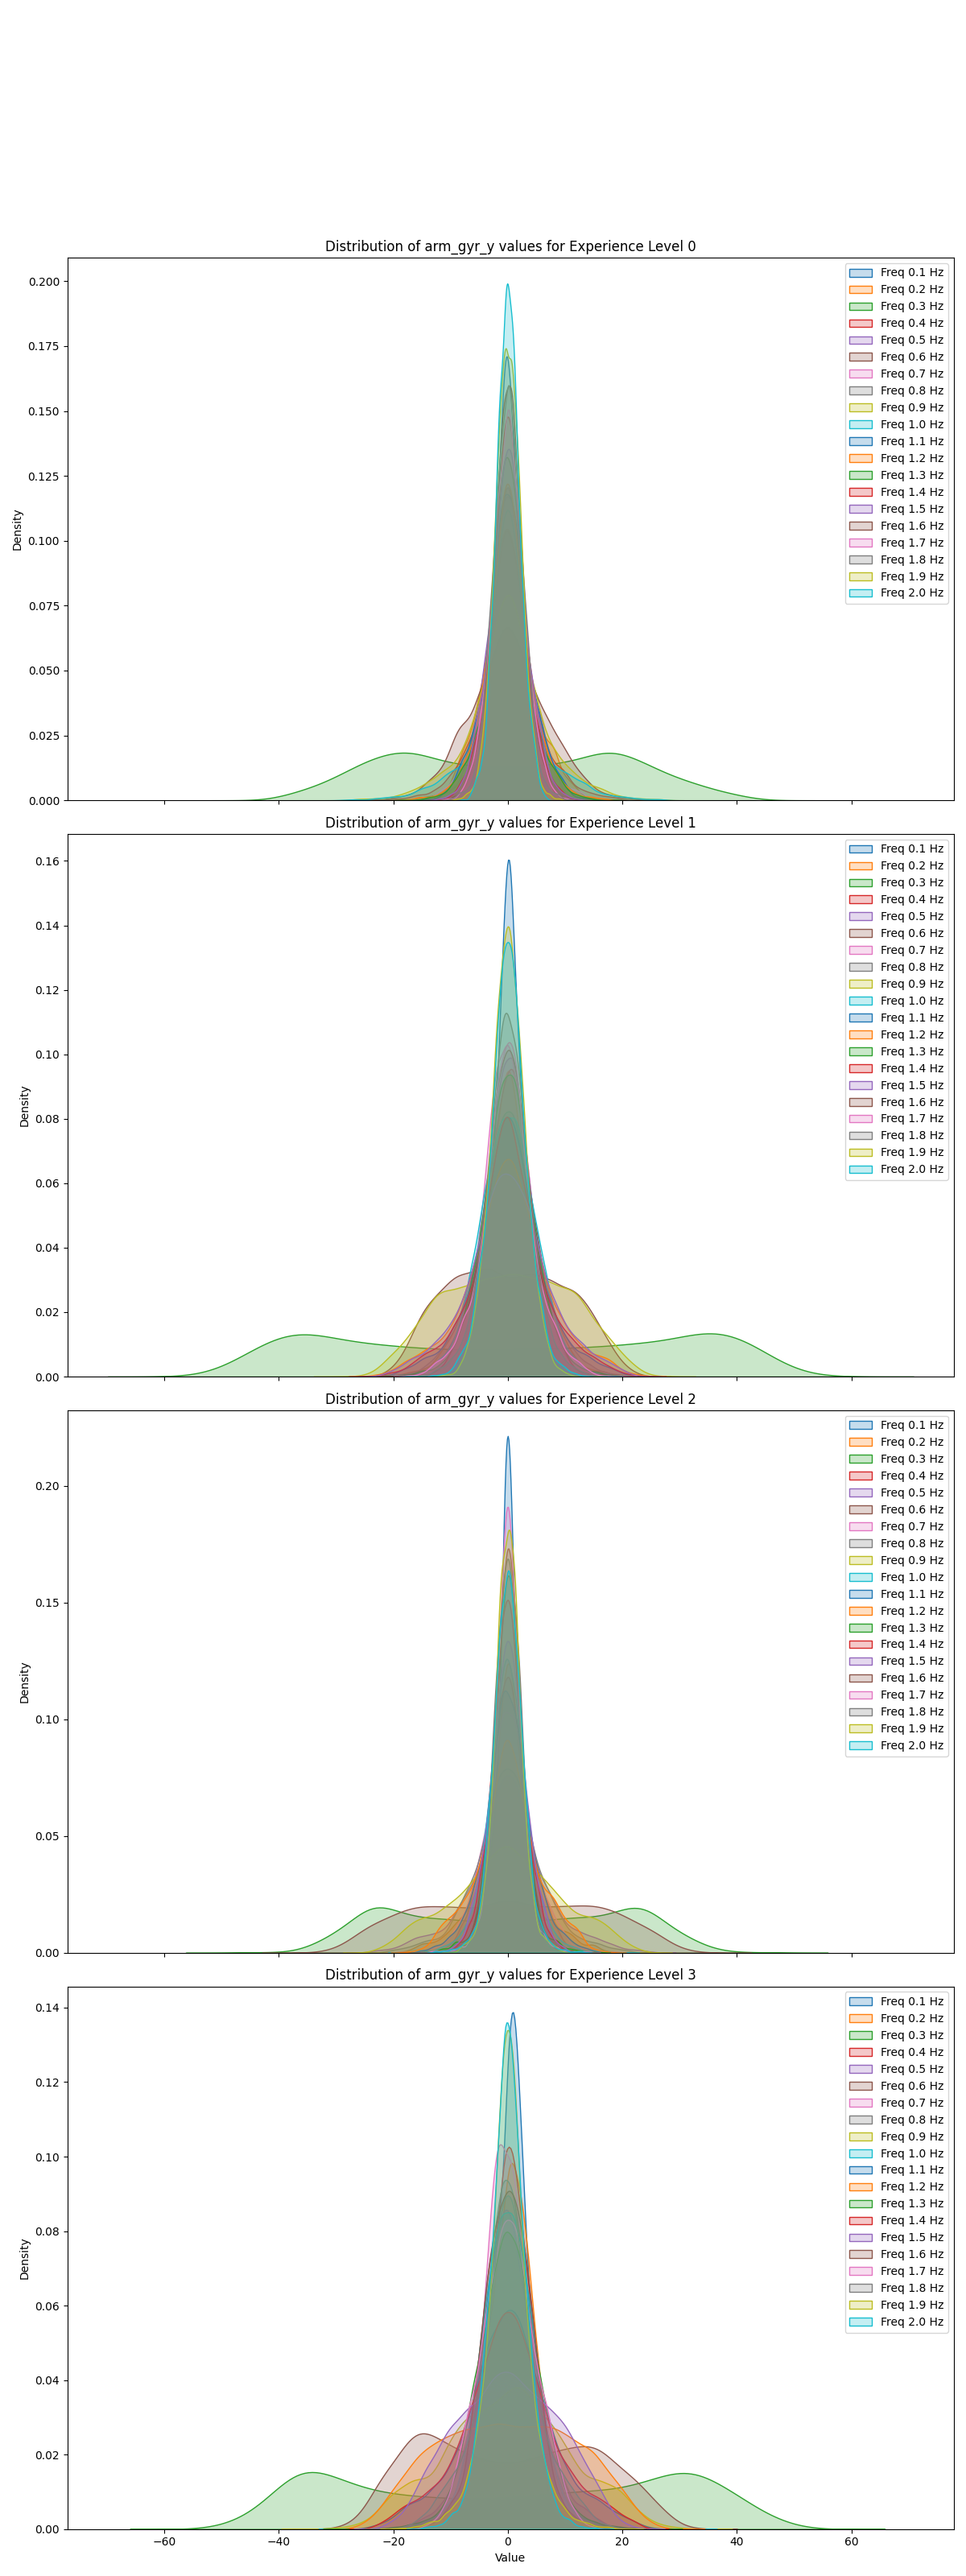 Distribution of arm_gyr_y values for Experience Level 0
0.200
0.175
0.150
0.125
0.100
0.075
0.050
0.025
0.000
Density
Freq 0.1 Hz
Freq 0.2 Hz
Freq 0.3 Hz
Freq 0.4 Hz
Freq 0.5 Hz
Freq 0.6 Hz
Freq 0.7 Hz
Freq 0.8 Hz
Freq 0.9 Hz
Freq 1.0 Hz
Freq 1.1 Hz
Freq 1.2 Hz
Freq 1.3 Hz
Freq 1.4 Hz
Freq 1.5 Hz
Freq 1.6 Hz
Freq 1.7 Hz
Freq 1.8 Hz
Freq 1.9 Hz
Freq 2.0 Hz
Distribution of arm_gyr_y values for Experience Level 1
0.16
0.14
0.12
0.10
0.08
0.06
0.04
0.02
0.00
Density
Freq 0.1 Hz
Freq 0.2 Hz
Freq 0.3 Hz
Freq 0.4 Hz
Freq 0.5 Hz
Freq 0.6 Hz
Freq 0.7 Hz
Freq 0.8 Hz
Freq 0.9 Hz
Freq 1.0 Hz
Freq 1.1 Hz
Freq 1.2 Hz
Freq 1.3 Hz
Freq 1.4 Hz
Freq 1.5 Hz
Freq 1.6 Hz
Freq 1.7 Hz
Freq 1.8 Hz
Freq 1.9 Hz
Freq 2.0 Hz
Distribution of arm_gyr_y values for Experience Level 2
0.20
0.15
0.10
0.05
0.00
Density
Freq 0.1 Hz
Freq 0.2 Hz
Freq 0.3 Hz
Freq 0.4 Hz
Freq 0.5 Hz
Freq 0.6 Hz
Freq 0.7 Hz
Freq 0.8 Hz
Freq 0.9 Hz
Freq 1.0 Hz
Freq 1.1 Hz
Freq 1.2 Hz
Freq 1.3 Hz
Freq 1.4 Hz
Freq 1.5 Hz
Freq 1.6 Hz
Freq 1.7 Hz
Freq 1.8 Hz
Freq 1.9 Hz
Freq 2.0 Hz
Distribution of arm_gyr_y values for Experience Level 3
0.14
0.12
0.10
0.08
0.06
0.04
0.02
0.00
Density
Freq 0.1 Hz
Freq 0.2 Hz
Freq 0.3 Hz
Freq 0.4 Hz
Freq 0.5 Hz
Freq 0.6 Hz
Freq 0.7 Hz
Freq 0.8 Hz
Freq 0.9 Hz
Freq 1.0 Hz
Freq 1.1 Hz
Freq 1.2 Hz
Freq 1.3 Hz
Freq 1.4 Hz
Freq 1.5 Hz
Freq 1.6 Hz
Freq 1.7 Hz
Freq 1.8 Hz
Freq 1.9 Hz
Freq 2.0 Hz
−60 −40 −20 0 20 40 60
Value